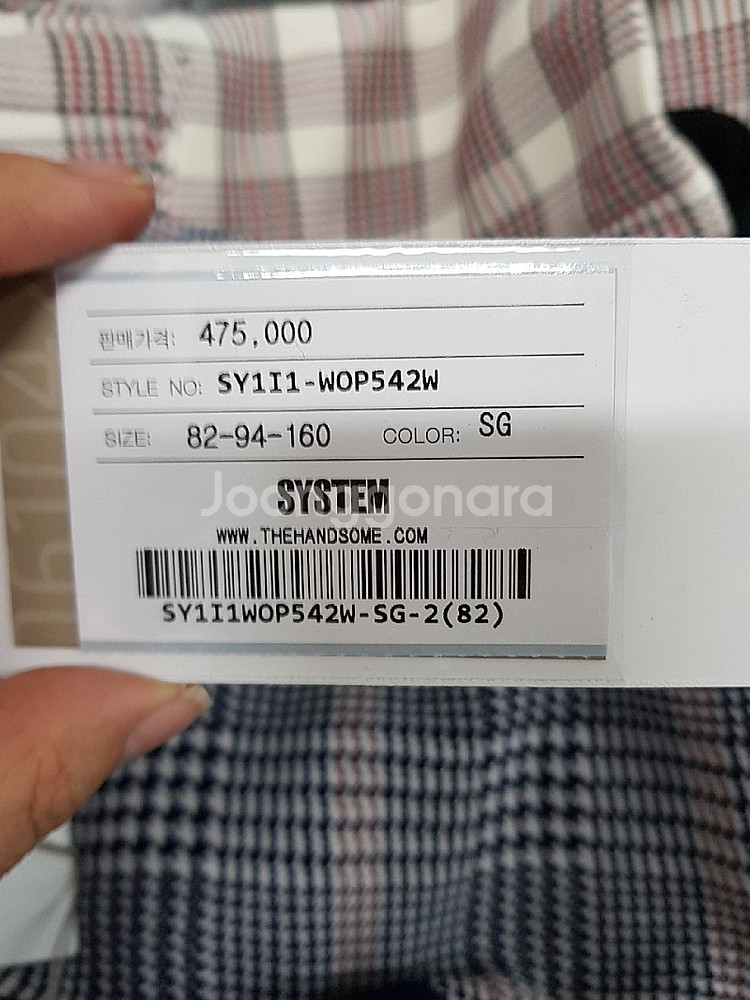 판매가격: 475,000
STYLE NO: SY1I1-WOP542W
SIZE: 82-94-160 COLOR: SG
SYSTEM
Joonggonara
WWW.THEHANDSOME.COM
SY1I1WOP542W-SG-2(82)